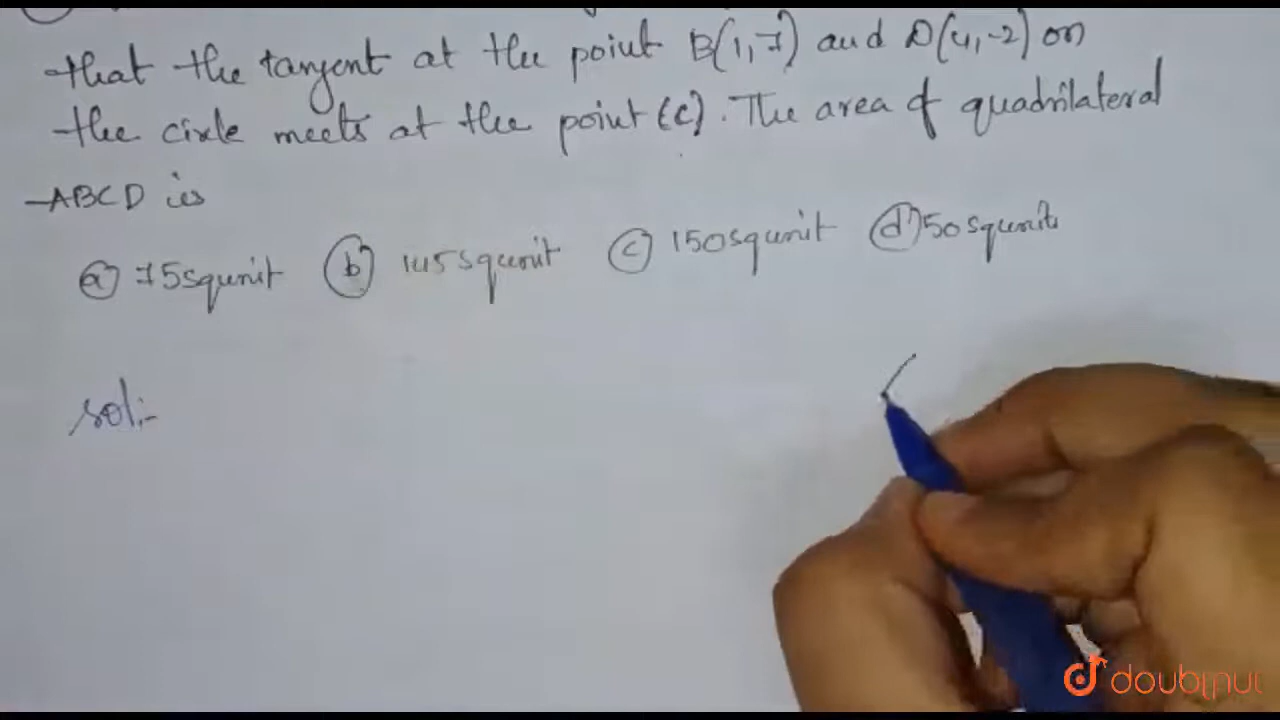 that the tangent at the point B(1,7) and D(4,-2) on
the circle meets at the point (C). The area of quadrilateral
ABCD is
(a) 75 squnit (b) 145 squnit (c) 150 squnit (d) 50 squnit
sol:-
doubtnut